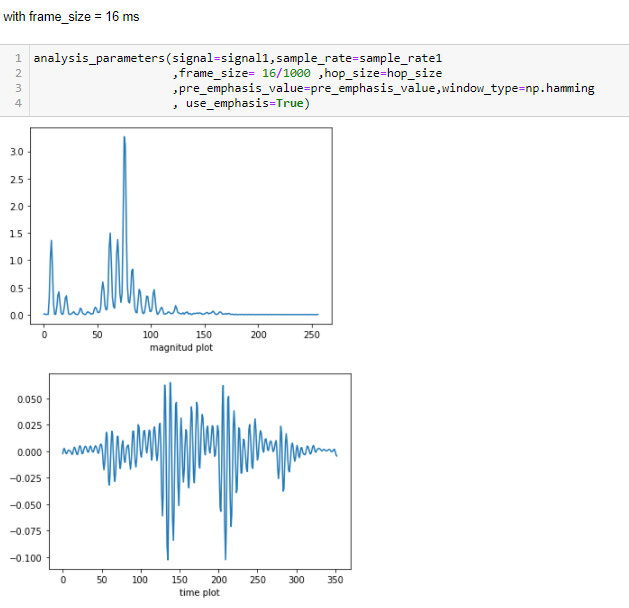 with frame_size = 16 ms
1 analysis_parameters(signal=signal1,sample_rate=sample_rate1
2 ,frame_size= 16/1000 ,hop_size=hop_size
3 ,pre_emphasis_value=pre_emphasis_value,window_type=np.hamming
4 , use_emphasis=True)
3.0
2.5
2.0
1.5
1.0
0.5
0.0
0 50 100 150 200 250
magnitud plot
0.050
0.025
0.000
−0.025
−0.050
−0.075
−0.100
0 50 100 150 200 250 300 350
time plot